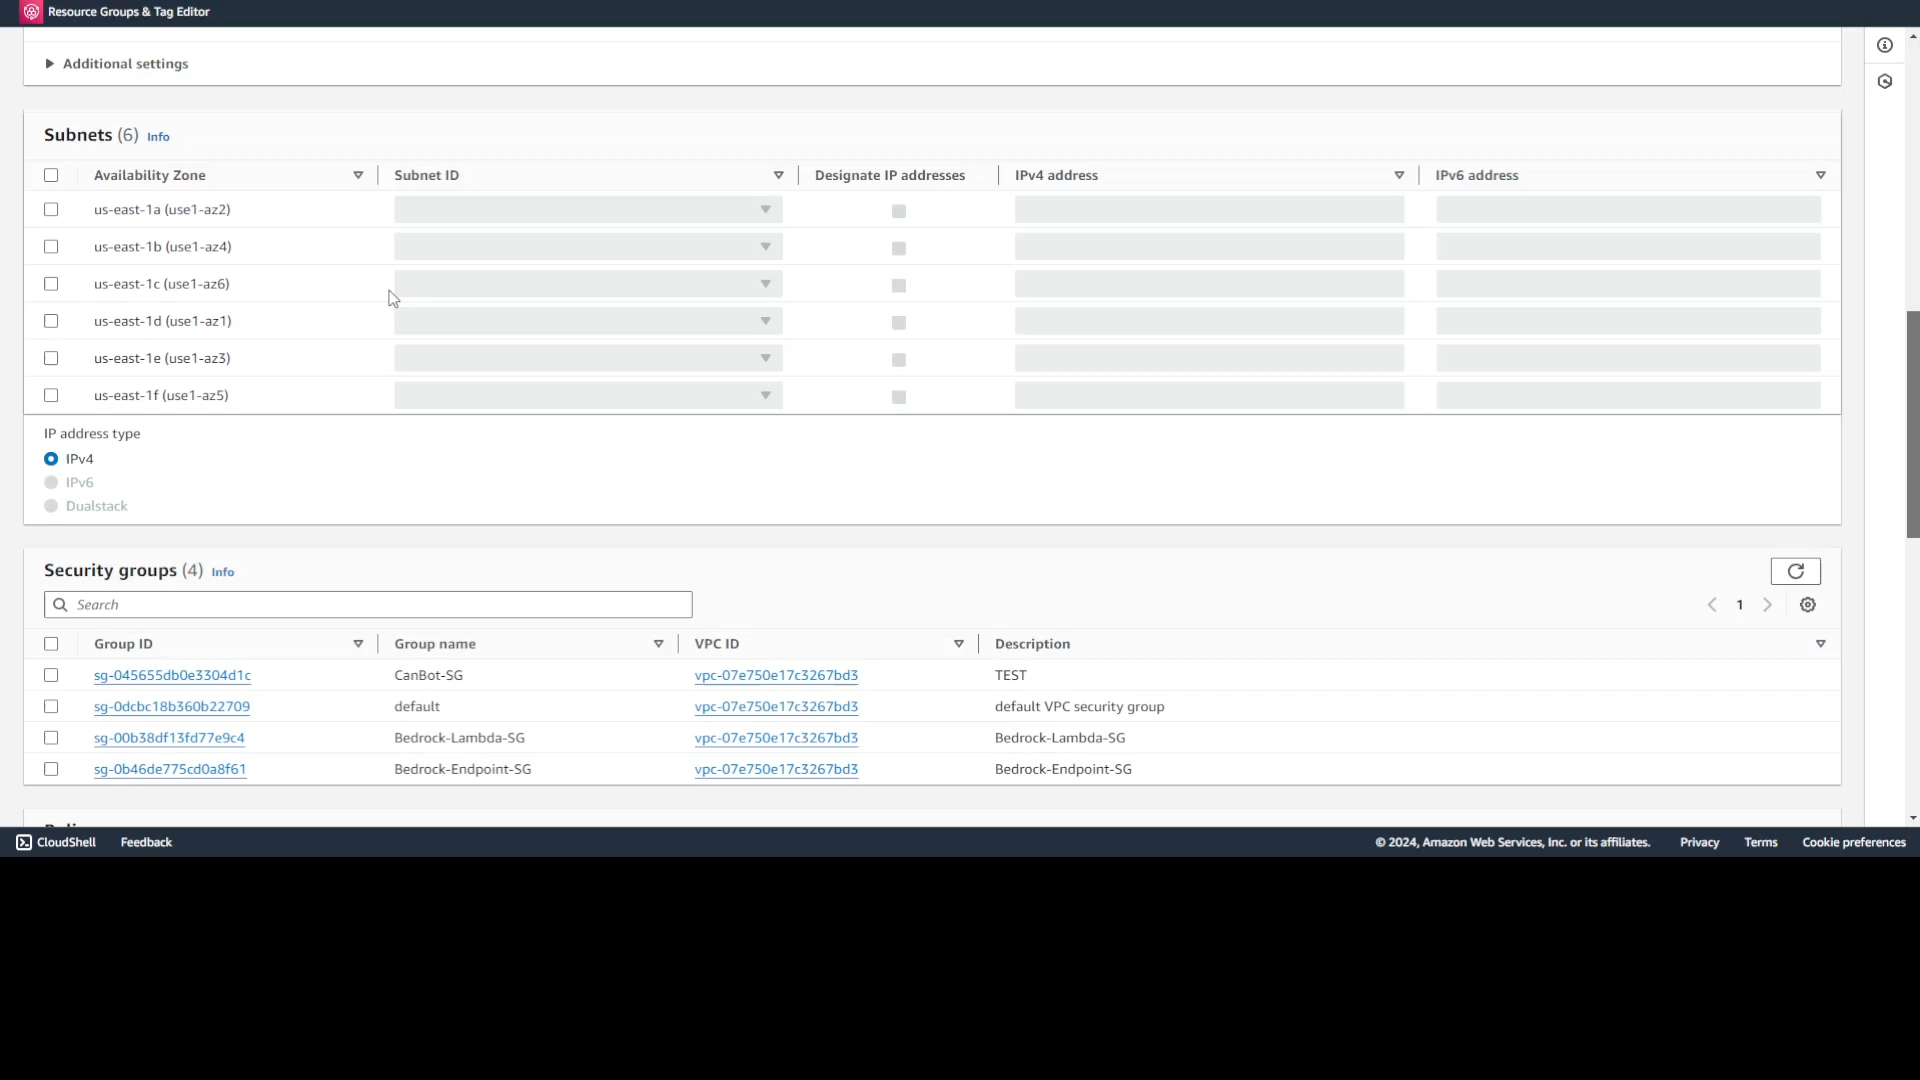 Resource Groups & Tag Editor
Additional settings
Subnets (6) Info
Availability Zone Subnet ID Designate IP addresses IPv4 address IPv6 address
us-east-1a (use1-az2)
us-east-1b (use1-az4)
us-east-1c (use1-az6)
us-east-1d (use1-az1)
us-east-1e (use1-az3)
us-east-1f (use1-az5)
IP address type
IPv4
IPv6
Dualstack
Security groups (4) Info
Search
1
Group ID Group name VPC ID Description
sg-045655db0e3304d1c CanBot-SG vpc-07e750e17c3267bd3 TEST
sg-0dcbc18b360b22709 default vpc-07e750e17c3267bd3 default VPC security group
sg-00b38df13fd77e9c4 Bedrock-Lambda-SG vpc-07e750e17c3267bd3 Bedrock-Lambda-SG
sg-0b46de775cd0a8f61 Bedrock-Endpoint-SG vpc-07e750e17c3267bd3 Bedrock-Endpoint-SG
CloudShell Feedback © 2024, Amazon Web Services, Inc. or its affiliates. Privacy Terms Cookie preferences